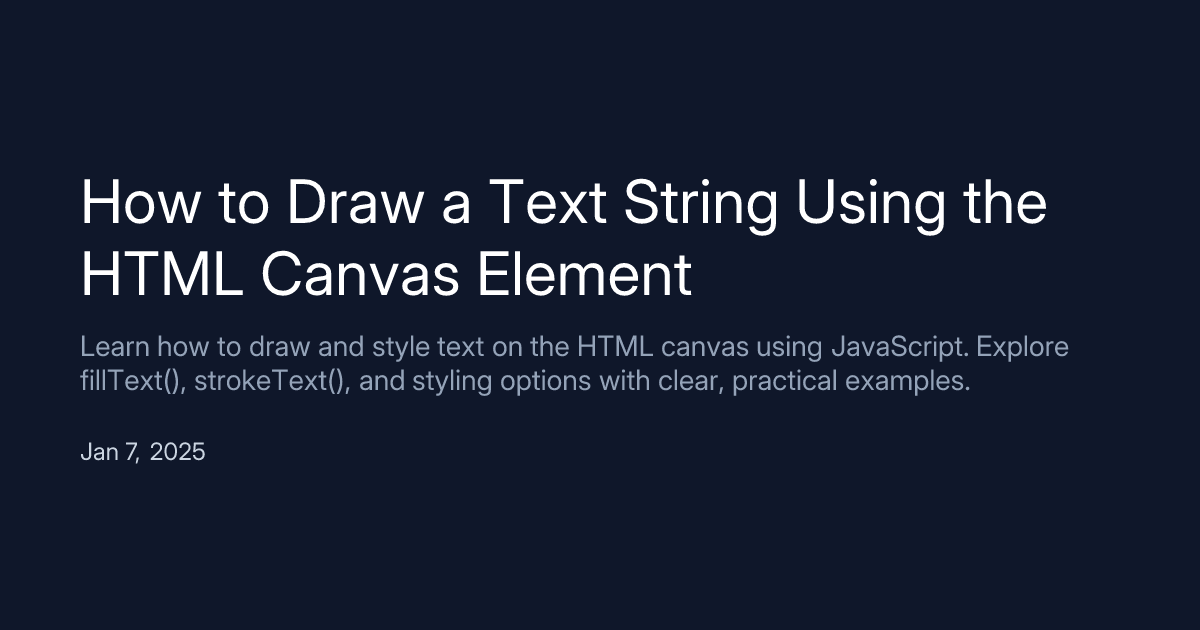 How to Draw a Text String Using the
HTML Canvas Element
Learn how to draw and style text on the HTML canvas using JavaScript. Explore
fillText(), strokeText(), and styling options with clear, practical examples.
Jan 7, 2025